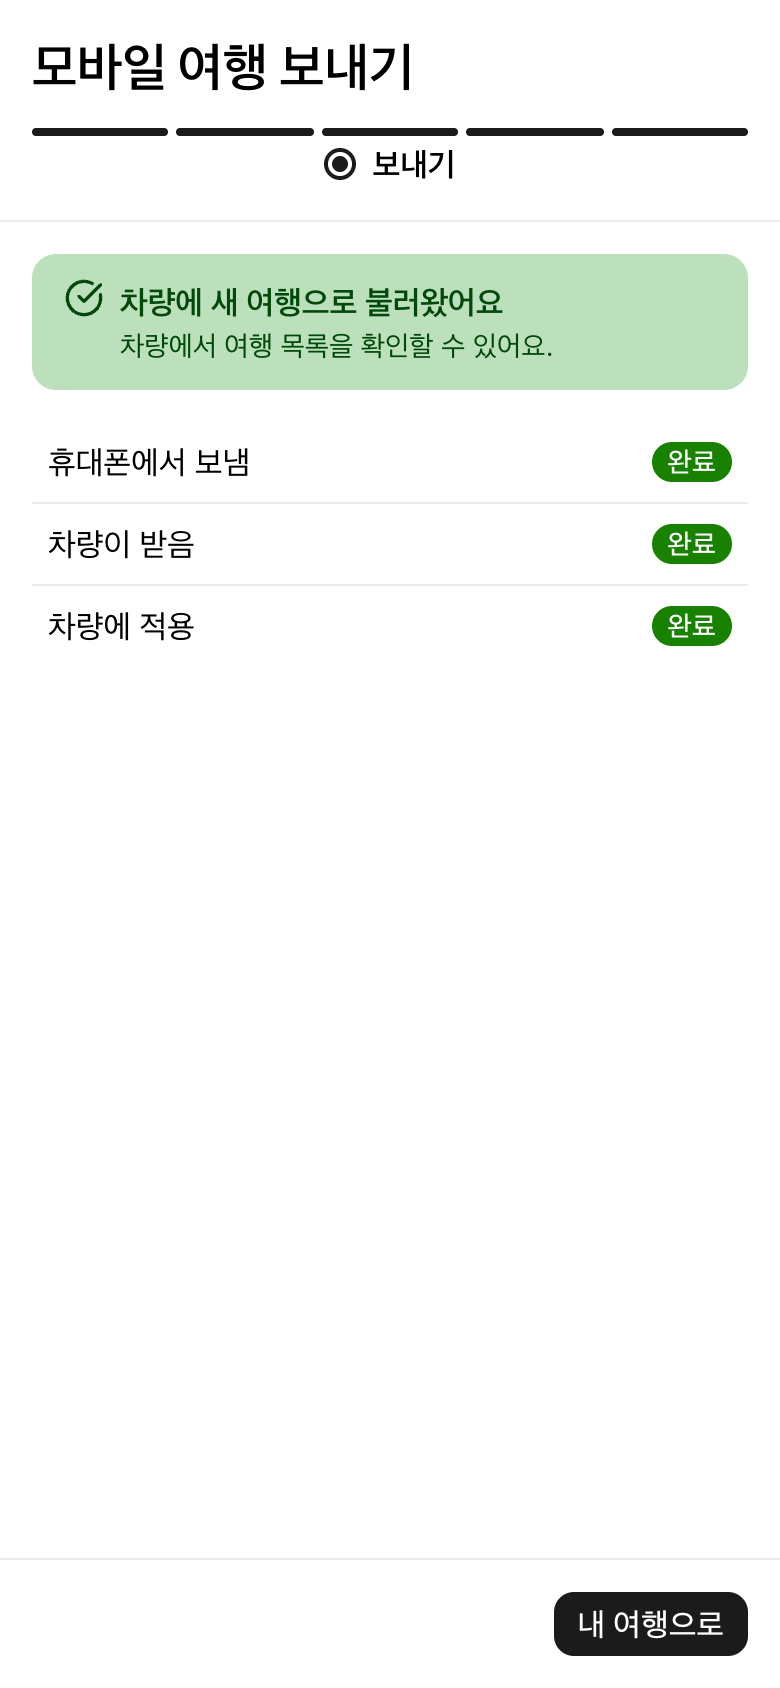 모바일 여행 보내기
보내기
차량에 새 여행으로 불러왔어요
차량에서 여행 목록을 확인할 수 있어요.
휴대폰에서 보냄
완료
차량이 받음
완료
차량에 적용
완료
내 여행으로